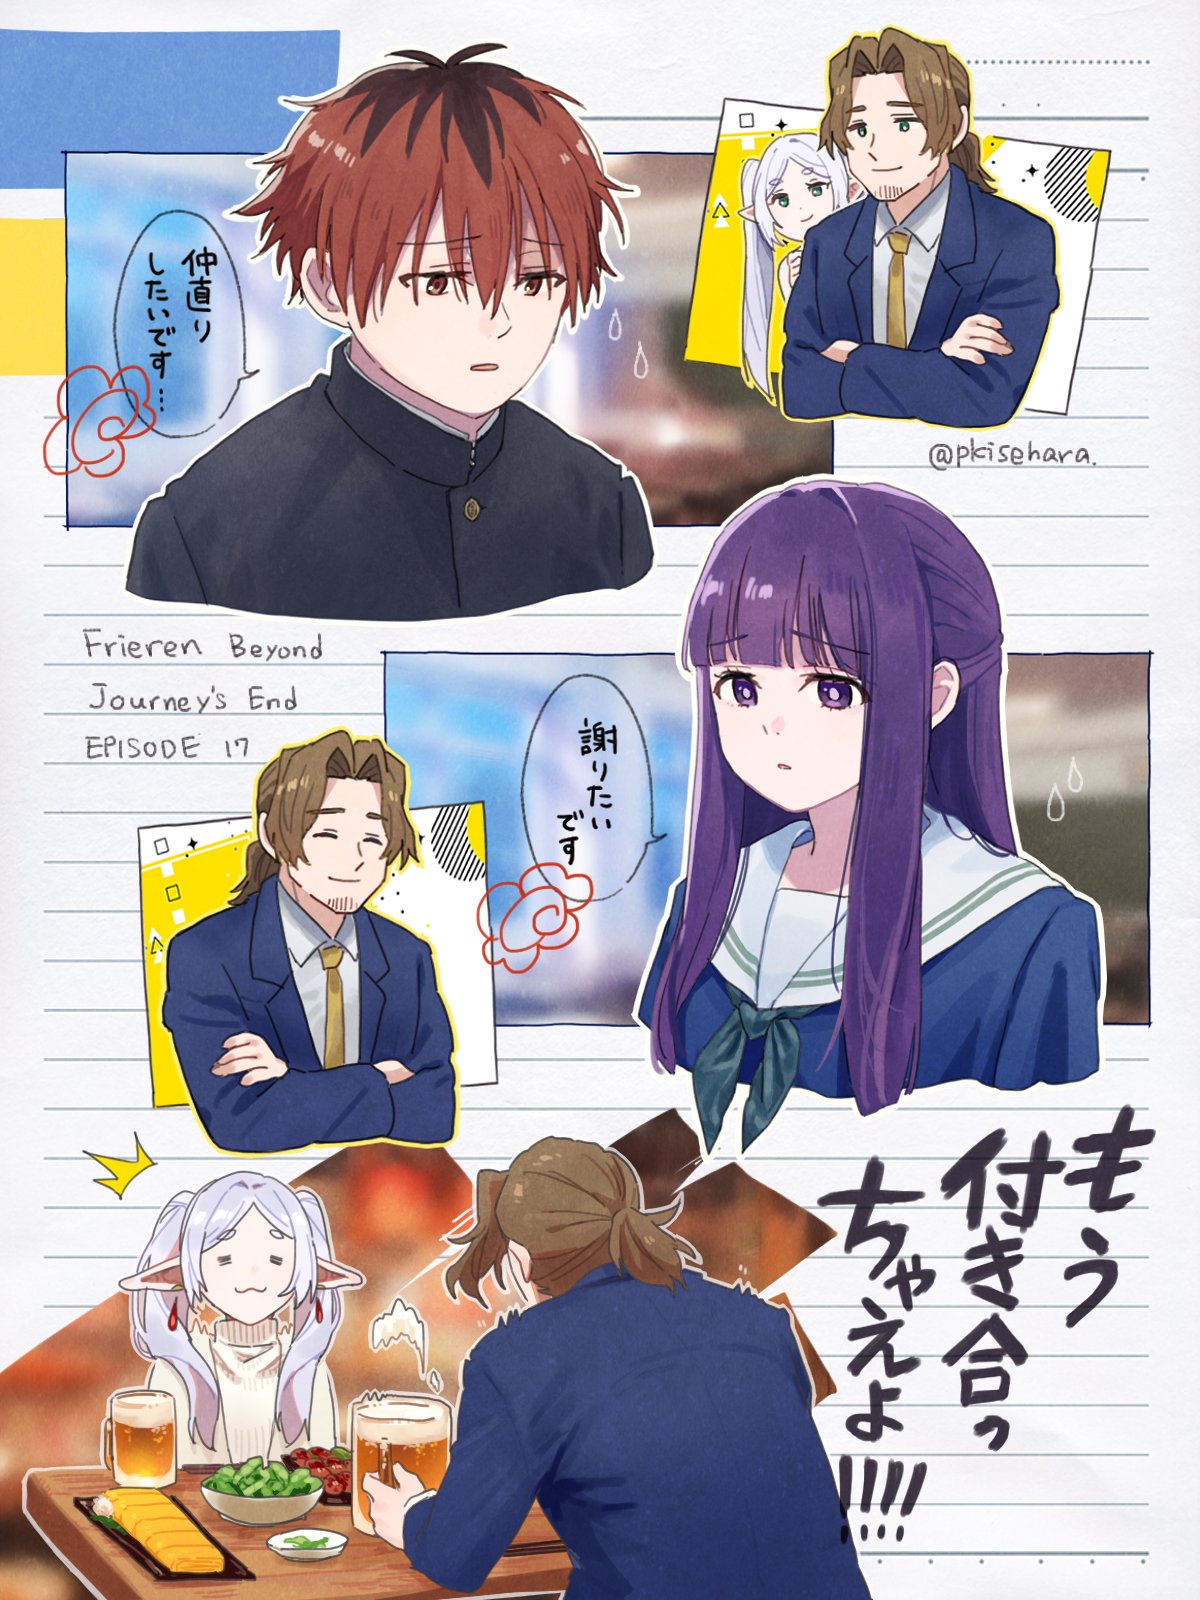 仲直り
したいです…
@pkisehara.
Frieren Beyond
Journey's End
EPISODE 17
謝りたい
です
もう
付き合っ
ちゃえよ!!!!